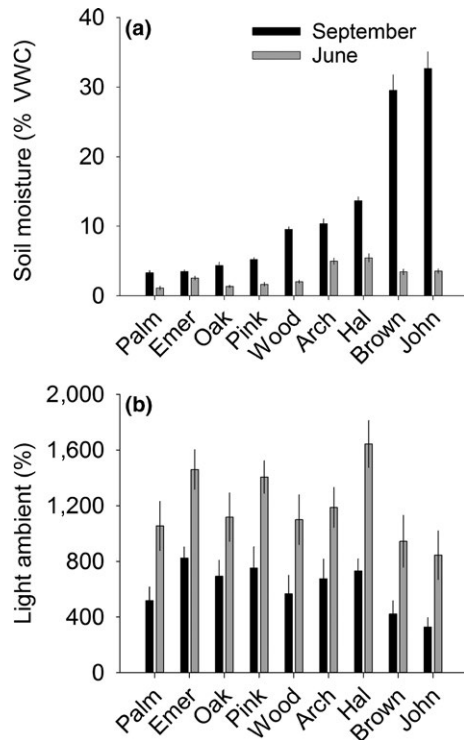 (a)
September
June
Soil moisture (% VWC)
40
30
20
10
0
Palm
Emer
Oak
Pink
Wood
Arch
Hal
Brown
John
(b)
Light ambient (%)
2,000
1,600
1,200
800
400
0
Palm
Emer
Oak
Pink
Wood
Arch
Hal
Brown
John